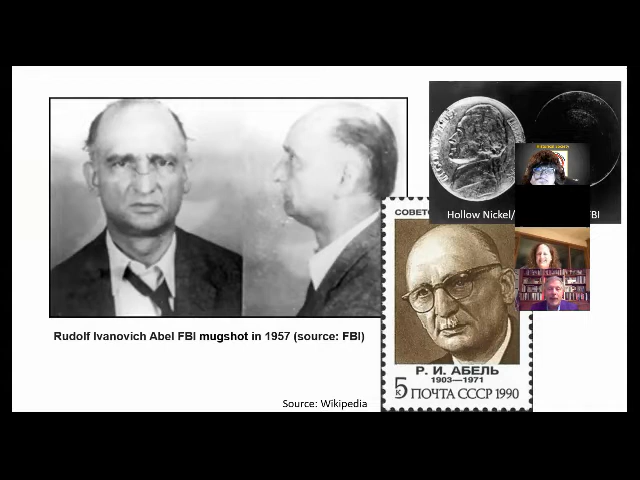 Hollow Nickel/
BI
СОВЕТ
Rudolf Ivanovich Abel FBI mugshot in 1957 (source: FBI)
Р. И. АБЕЛЬ
1903—1971
5
К
ПОЧТА СССР 1990
Source: Wikipedia